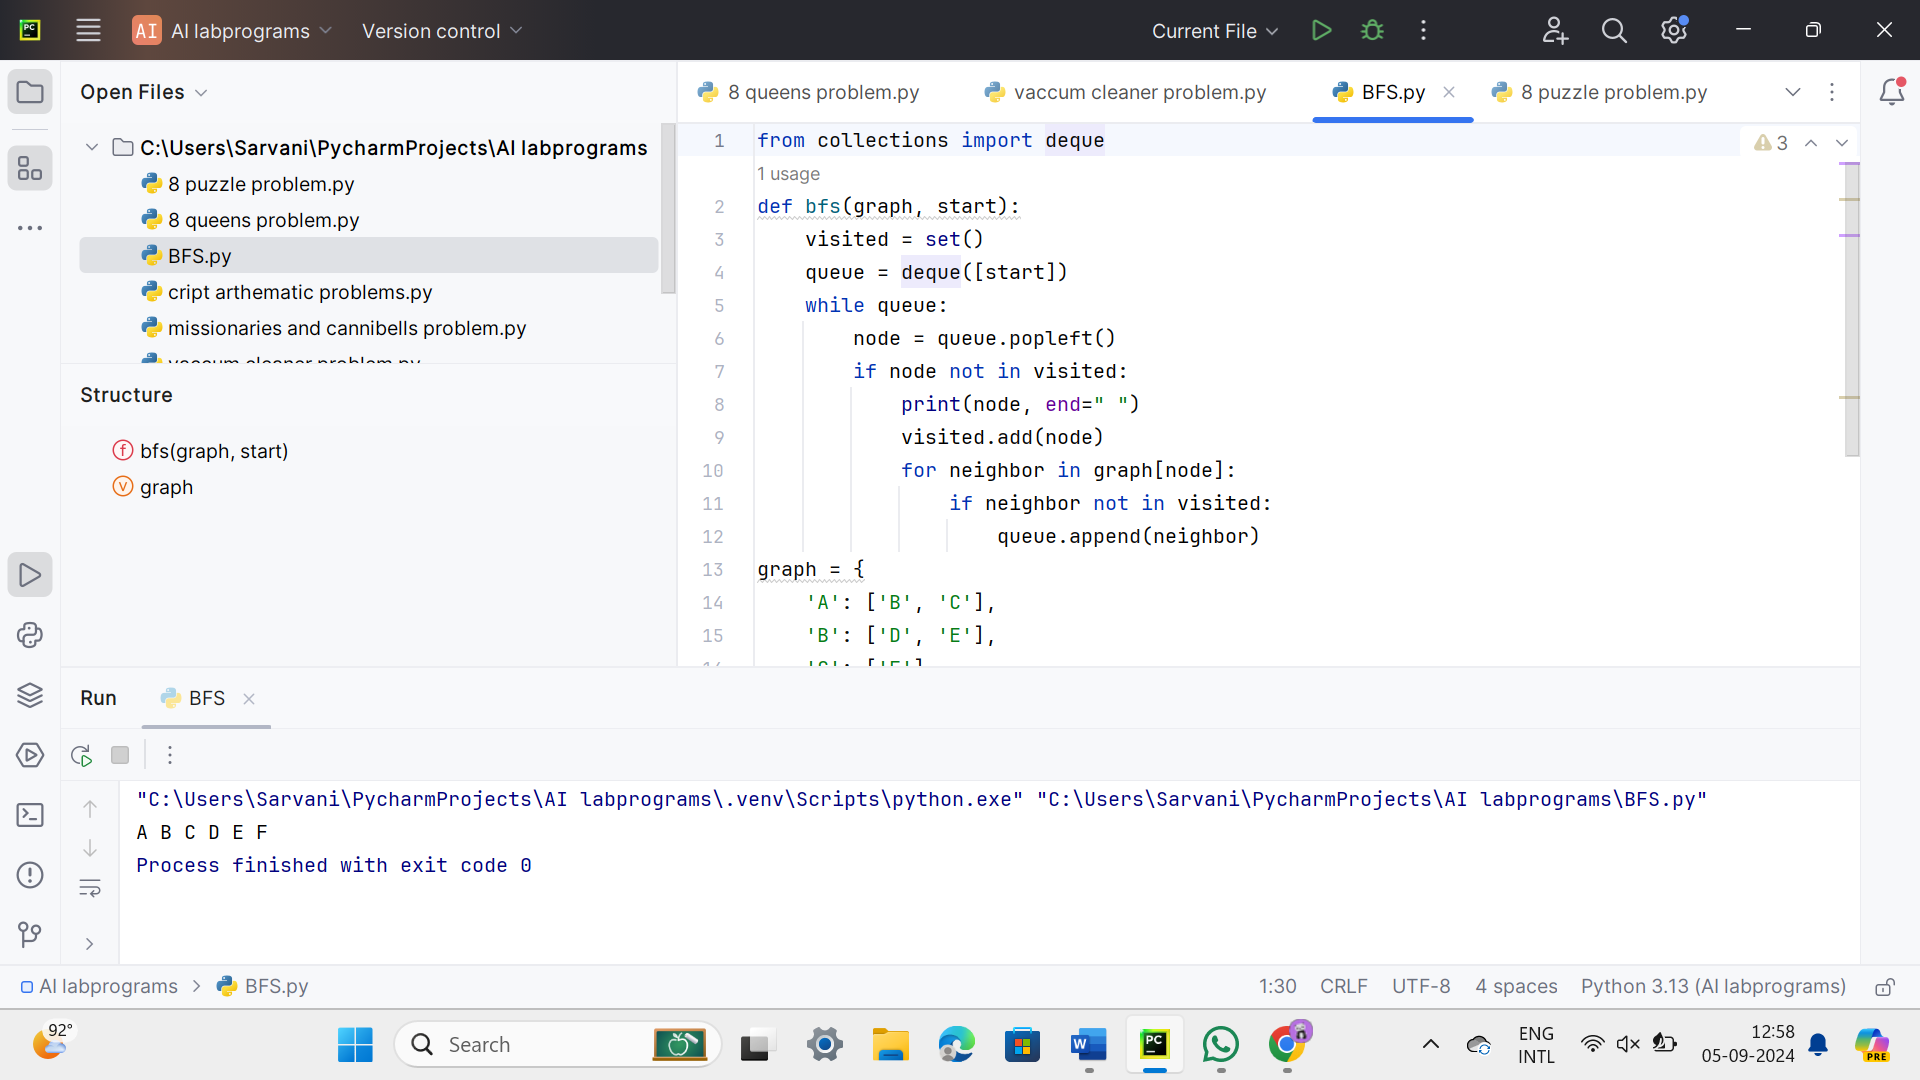 PC AI AI labprograms Version control Current File
Open Files
C:\Users\Sarvani\PycharmProjects\AI labprograms
8 puzzle problem.py
8 queens problem.py
BFS.py
cript arthematic problems.py
missionaries and cannibells problem.py
vaccum cleaner problem.py
Structure
f bfs(graph, start)
v graph
8 queens problem.py vaccum cleaner problem.py BFS.py 8 puzzle problem.py
1 from collections import deque
3
1 usage
2 def bfs(graph, start):
3 visited = set()
4 queue = deque([start])
5 while queue:
6 node = queue.popleft()
7 if node not in visited:
8 print(node, end=" ")
9 visited.add(node)
10 for neighbor in graph[node]:
11 if neighbor not in visited:
12 queue.append(neighbor)
13 graph = {
14 'A': ['B', 'C'],
15 'B': ['D', 'E'],
Run BFS
"C:\Users\Sarvani\PycharmProjects\AI labprograms\.venv\Scripts\python.exe" "C:\Users\Sarvani\PycharmProjects\AI labprograms\BFS.py"
A B C D E F
Process finished with exit code 0
AI labprograms BFS.py 1:30 CRLF UTF-8 4 spaces Python 3.13 (AI labprograms)
92° Search W PC PRE
ENG
INTL
12:58
05-09-2024